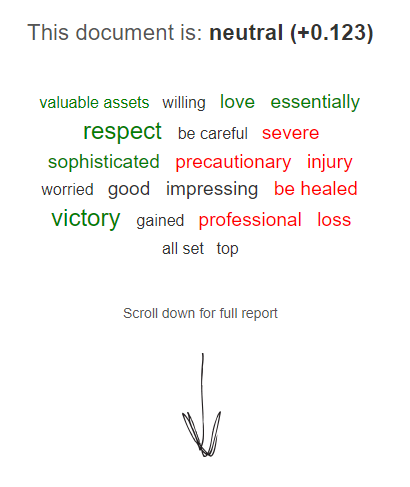 This document is: neutral (+0.123)
valuable assets willing love essentially
respect be careful severe
sophisticated precautionary injury
worried good impressing be healed
victory gained professional loss
all set top
Scroll down for full report